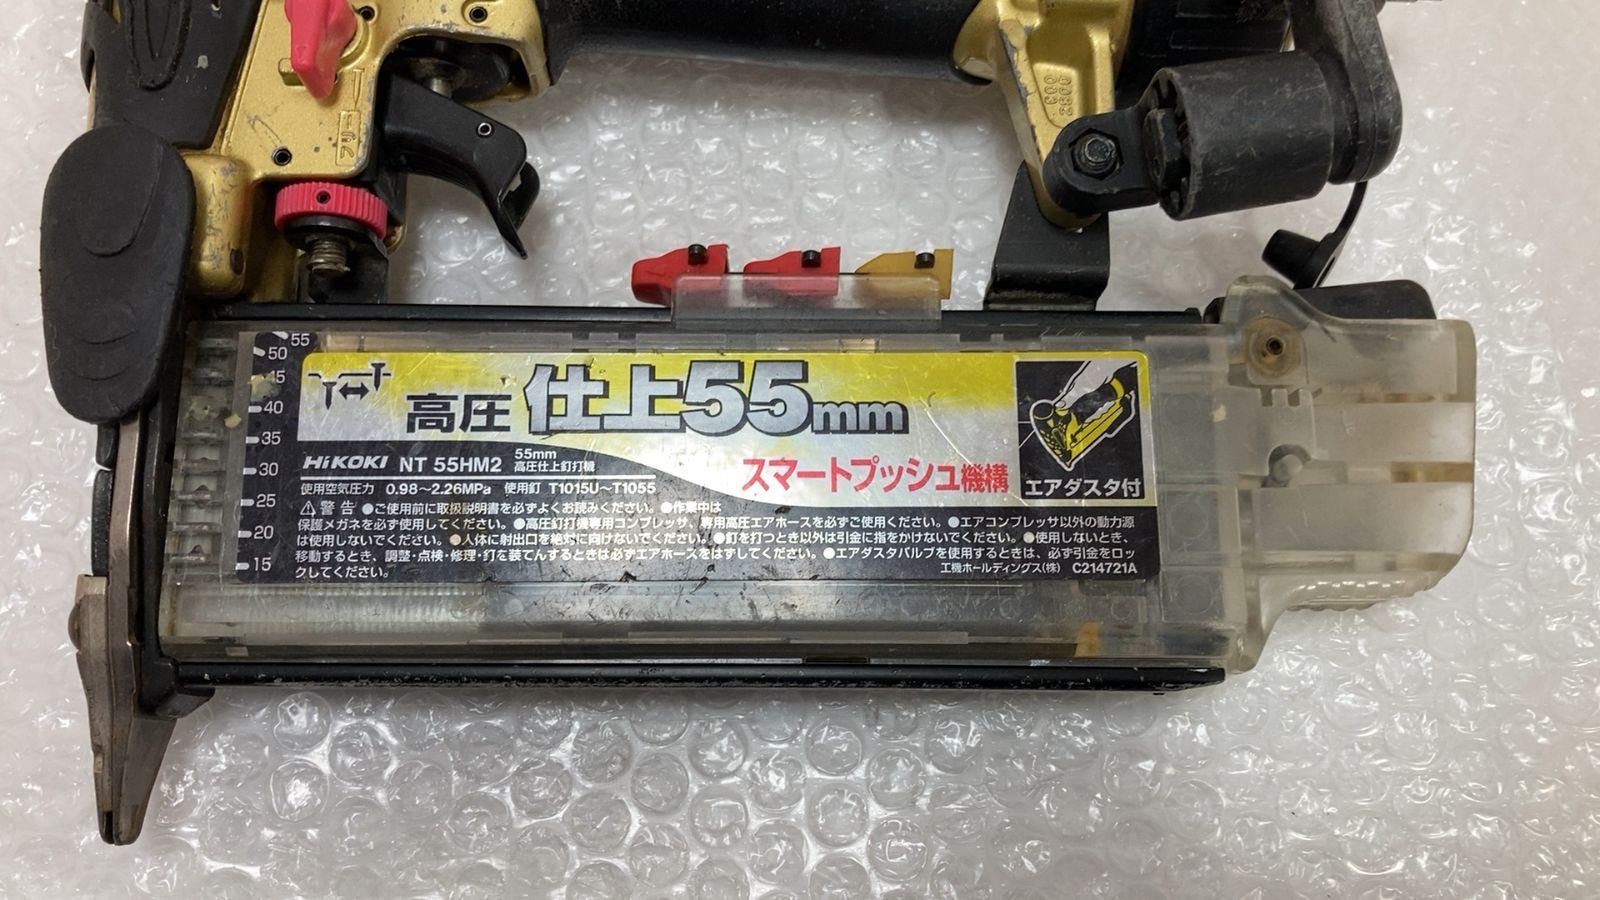 55
50
45
40
35
30
25
20
15
高圧 仕上55mm
HiKOKI NT 55HM2 55mm 高圧仕上釘打機
スマートプッシュ機構
エアダスタ付
使用空気圧力 0.98～2.26MPa 使用釘 T1015U～T1055
⚠警告 ●ご使用前に取扱説明書を必ずよくお読みください。●作業中は
保護メガネを必ず使用してください。●高圧釘打機専用コンプレッサ、専用高圧エアホースを必ずご使用ください。●エアコンプレッサ以外の動力源
は使用しないでください。●人体に射出口を絶対に向けないでください。●釘を打つとき以外は引金に指をかけないでください。●使用しないとき、
移動するとき、調整・点検・修理・釘を装てんするときは必ずエアホースをはずしてください。●エアダスタバルブを使用するときは、必ず引金をロッ
クしてください。
工機ホールディングス(株) C214721A